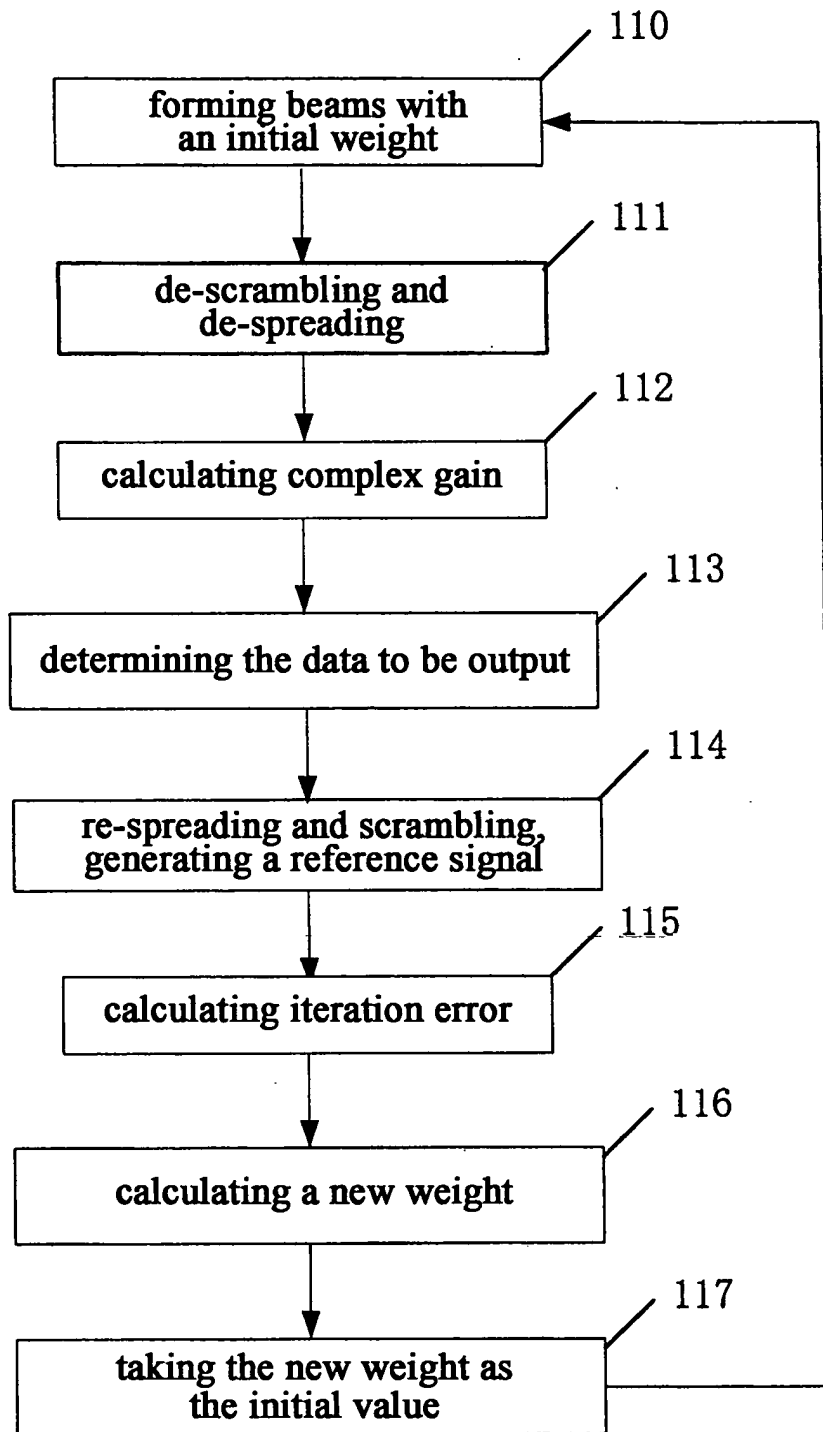 110
forming beams with
an initial weight
111
de-scrambling and
de-spreading
112
calculating complex gain
113
determining the data to be output
114
re-spreading and scrambling,
generating a reference signal
115
calculating iteration error
116
calculating a new weight
117
taking the new weight as
the initial value